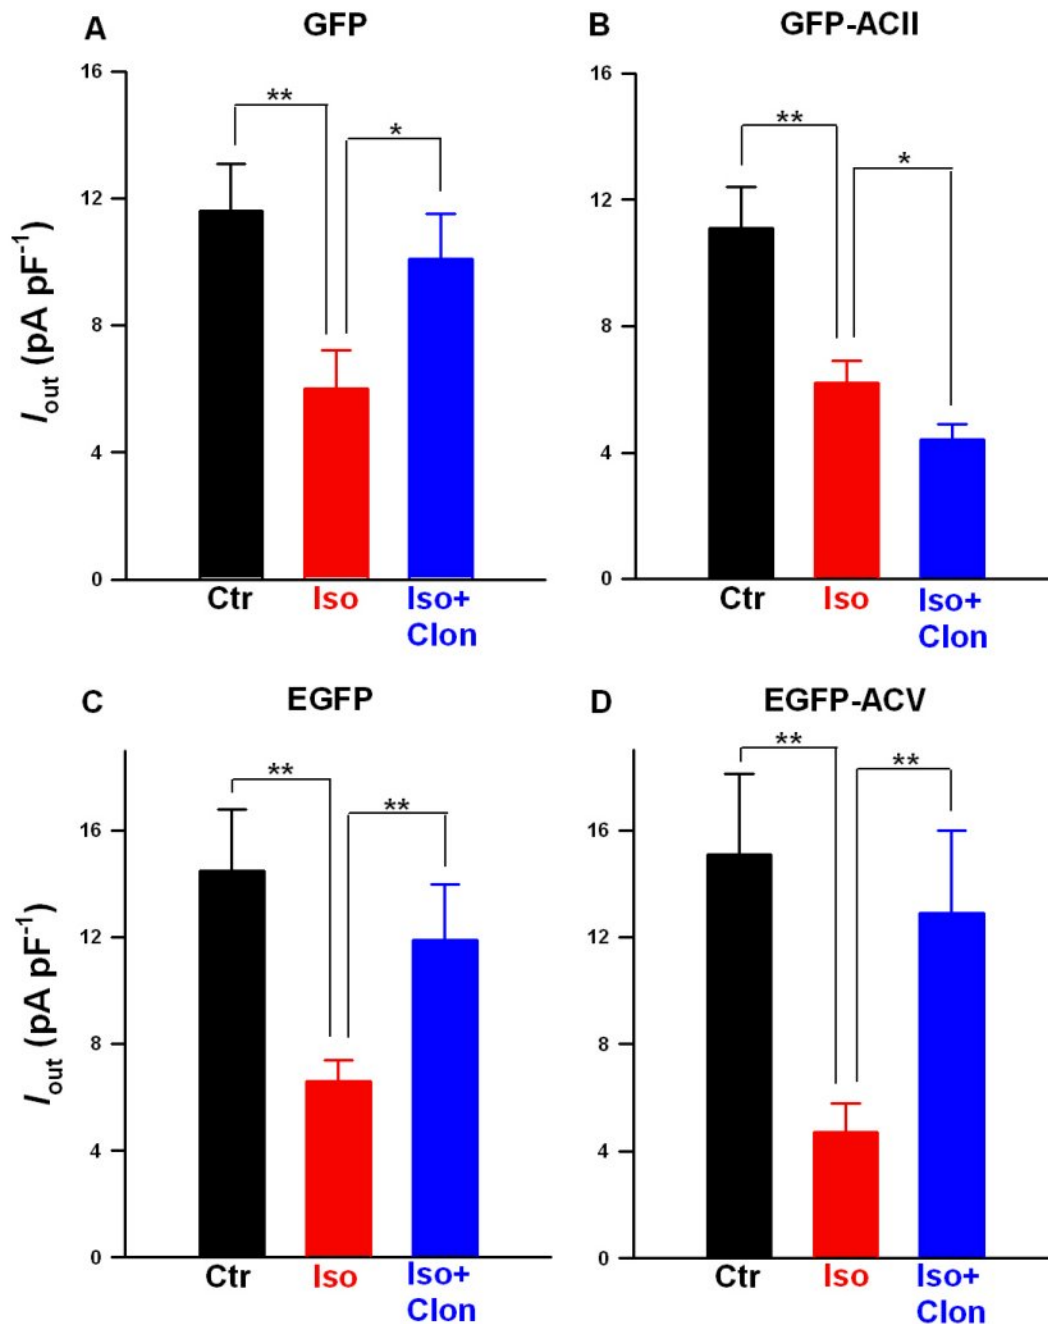 A
GFP
16
12
8
4
0
I_out (pA pF^-1)
**
*
Ctr
Iso
Iso+
Clon
B
GFP-ACII
16
12
8
4
0
**
*
Ctr
Iso
Iso+
Clon
C
EGFP
16
12
8
4
0
I_out (pA pF^-1)
**
**
Ctr
Iso
Iso+
Clon
D
EGFP-ACV
16
12
8
4
0
**
**
Ctr
Iso
Iso+
Clon